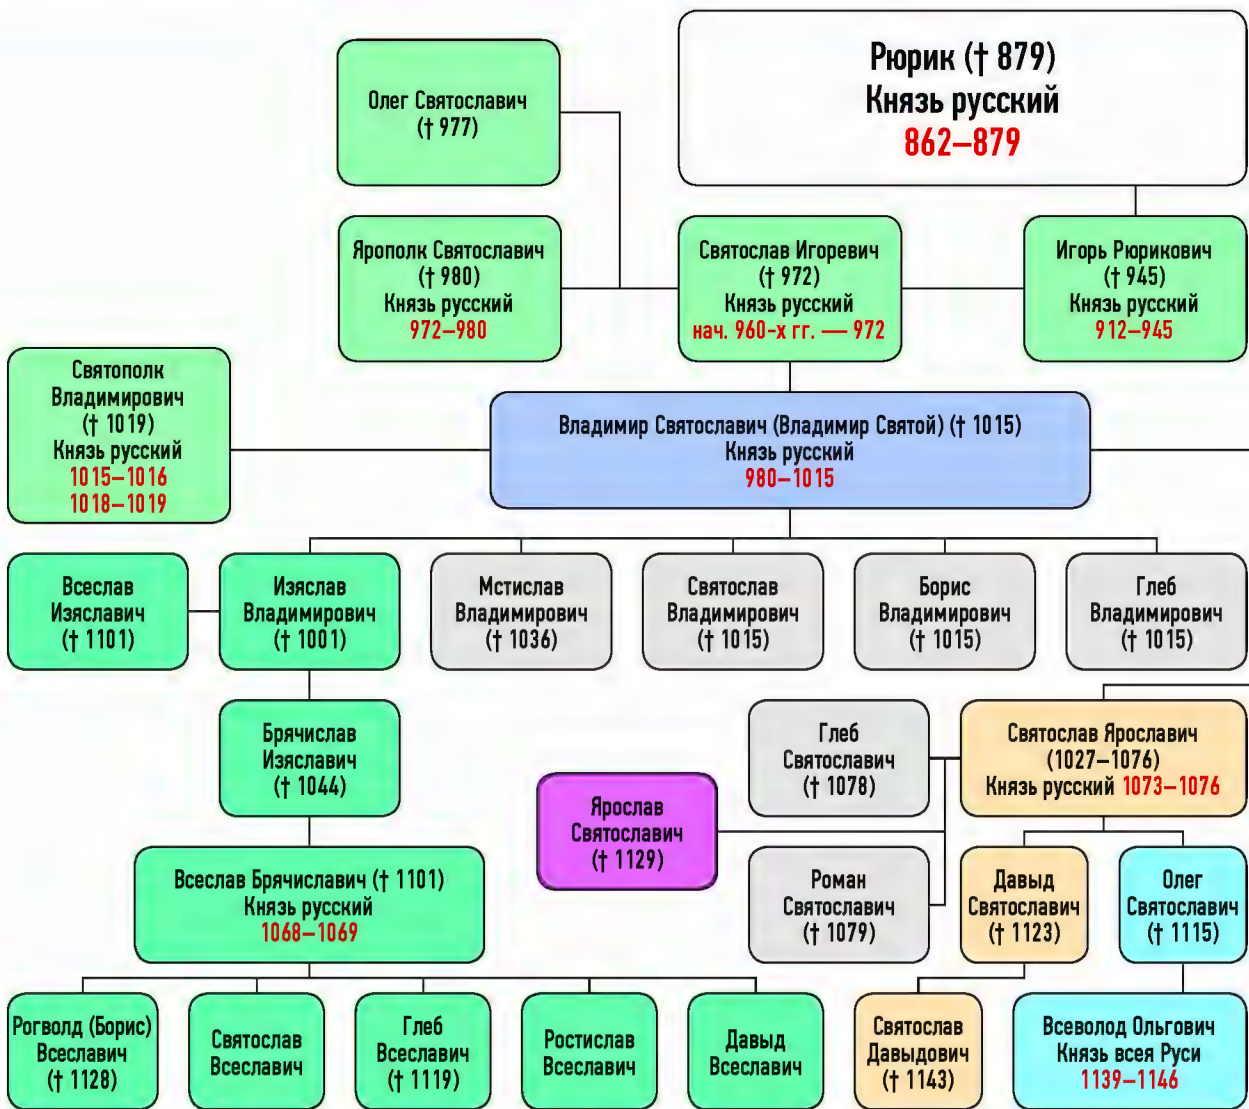 Рюрик († 879)
Князь русский
862–879
Олег Святославич
(† 977)
Ярополк Святославич
(† 980)
Князь русский
972–980
Святослав Игоревич
(† 972)
Князь русский
нач. 960-х гг. — 972
Игорь Рюрикович
(† 945)
Князь русский
912–945
Святополк
Владимирович
(† 1019)
Князь русский
1015–1016
1018–1019
Владимир Святославич (Владимир Святой) († 1015)
Князь русский
980–1015
Всеслав
Изяславич
(† 1101)
Изяслав
Владимирович
(† 1001)
Мстислав
Владимирович
(† 1036)
Святослав
Владимирович
(† 1015)
Борис
Владимирович
(† 1015)
Глеб
Владимирович
(† 1015)
Брячислав
Изяславич
(† 1044)
Глеб
Святославич
(† 1078)
Святослав Ярославич
(1027–1076)
Князь русский 1073–1076
Ярослав
Святославич
(† 1129)
Всеслав Брячиславич († 1101)
Князь русский
1068–1069
Роман
Святославич
(† 1079)
Давыд
Святославич
(† 1123)
Олег
Святославич
(† 1115)
Рогволд (Борис)
Всеславич
(† 1128)
Святослав
Всеславич
Глеб
Всеславич
(† 1119)
Ростислав
Всеславич
Давыд
Всеславич
Святослав
Давыдович
(† 1143)
Всеволод Ольгович
Князь всея Руси
1139–1146